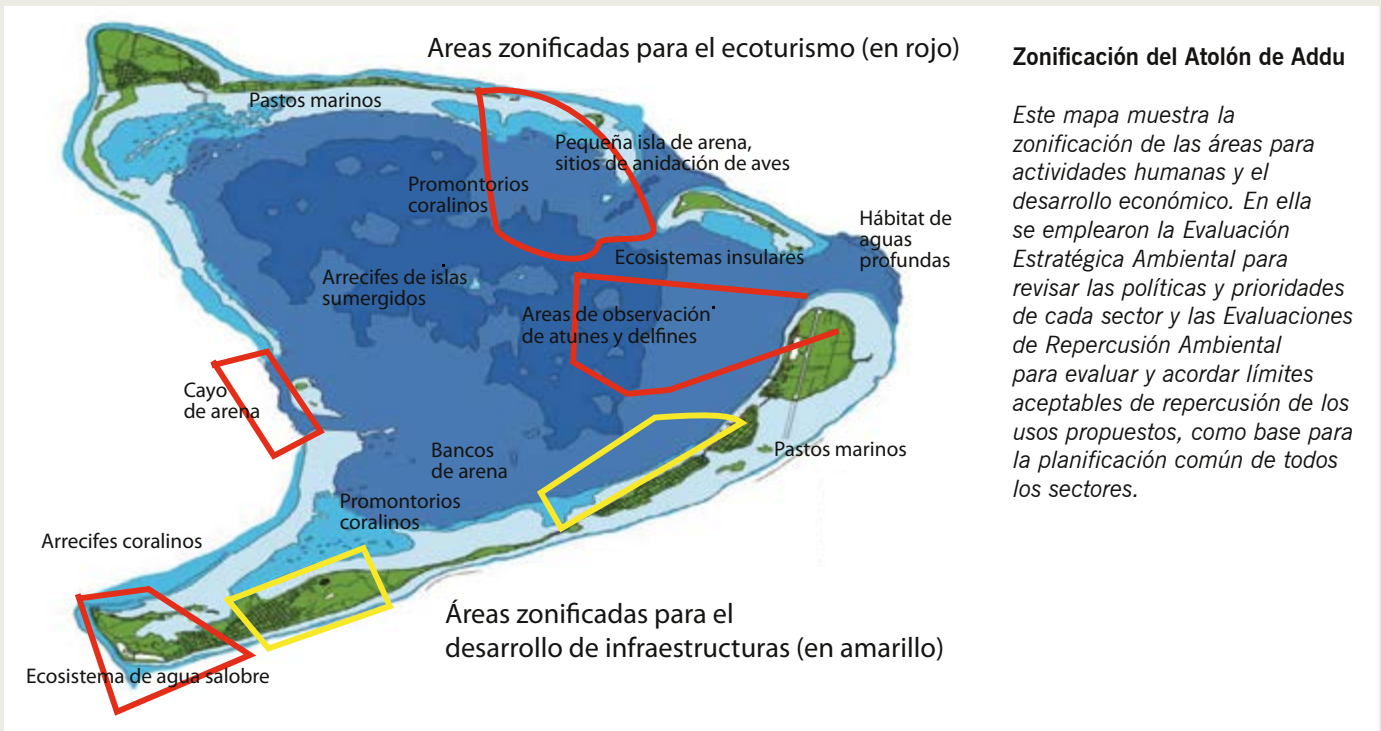 Areas zonificadas para el ecoturismo (en rojo)
Pastos marinos
Pequeña isla de arena,
sitios de anidación de aves
Promontorios
coralinos
Hábitat de
aguas
profundas
Ecosistemas insulares
Arrecifes de islas
sumergidos
Areas de observación
de atunes y delfines
Cayo
de arena
Bancos
de arena
Pastos marinos
Promontorios
coralinos
Arrecifes coralinos
Áreas zonificadas para el
desarrollo de infraestructuras (en amarillo)
Ecosistema de agua salobre
Zonificación del Atolón de Addu
Este mapa muestra la
zonificación de las áreas para
actividades humanas y el
desarrollo económico. En ella
se emplearon la Evaluación
Estratégica Ambiental para
revisar las políticas y prioridades
de cada sector y las Evaluaciones
de Repercusión Ambiental
para evaluar y acordar límites
aceptables de repercusión de los
usos propuestos, como base para
la planificación común de todos
los sectores.